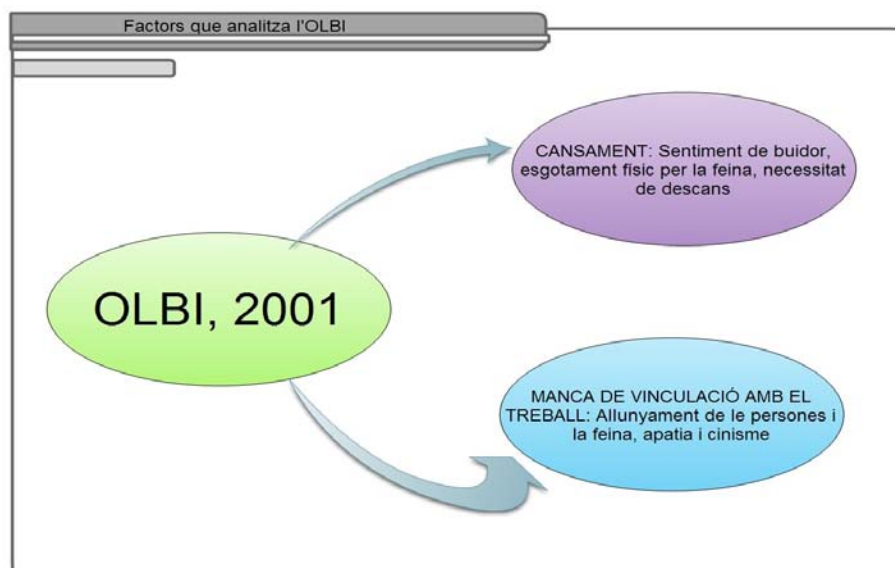 Factors que analitza l'OLBI
CANSAMENT: Sentiment de buidor,
esgotament físic per la feina, necessitat
de descans
OLBI, 2001
MANCA DE VINCULACIÓ AMB EL
TREBALL: Allunyament de le persones i
la feina, apatia i cinisme